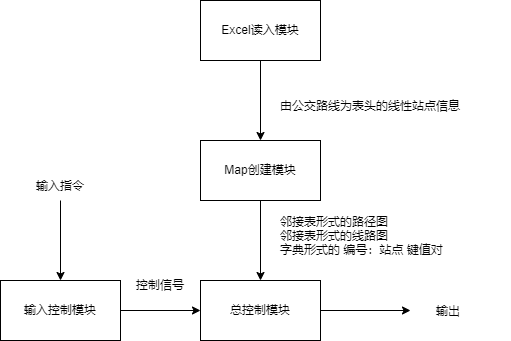 Excel读入模块
由公交路线为表头的线性站点信息
Map创建模块
输入指令
邻接表形式的路径图
邻接表形式的线路图
字典形式的 编号：站点 键值对
控制信号
输入控制模块
总控制模块
输出